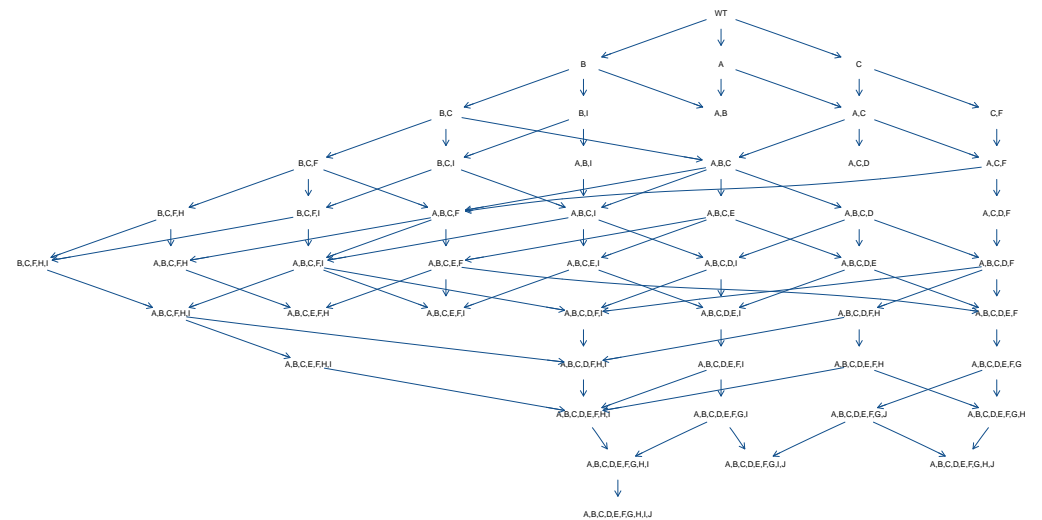 WT
B A C
B,C B,I A,B A,C C,F
B,C,F B,C,I A,B,I A,B,C A,C,D A,C,F
B,C,F,H B,C,F,I A,B,C,F A,B,C,I A,B,C,E A,B,C,D A,C,D,F
B,C,F,H,I A,B,C,F,H A,B,C,F,I A,B,C,E,F A,B,C,E,I A,B,C,D,I A,B,C,D,E A,B,C,D,F
A,B,C,F,H,I A,B,C,E,F,H A,B,C,E,F,I A,B,C,D,F,I A,B,C,D,E,I A,B,C,D,F,H A,B,C,D,E,F
A,B,C,E,F,H,I A,B,C,D,F,H,I A,B,C,D,E,F,I A,B,C,D,E,F,H A,B,C,D,E,F,G
A,B,C,D,E,F,H,I A,B,C,D,E,F,G,I A,B,C,D,E,F,G,J A,B,C,D,E,F,G,H
A,B,C,D,E,F,G,H,I A,B,C,D,E,F,G,I,J A,B,C,D,E,F,G,H,J
A,B,C,D,E,F,G,H,I,J